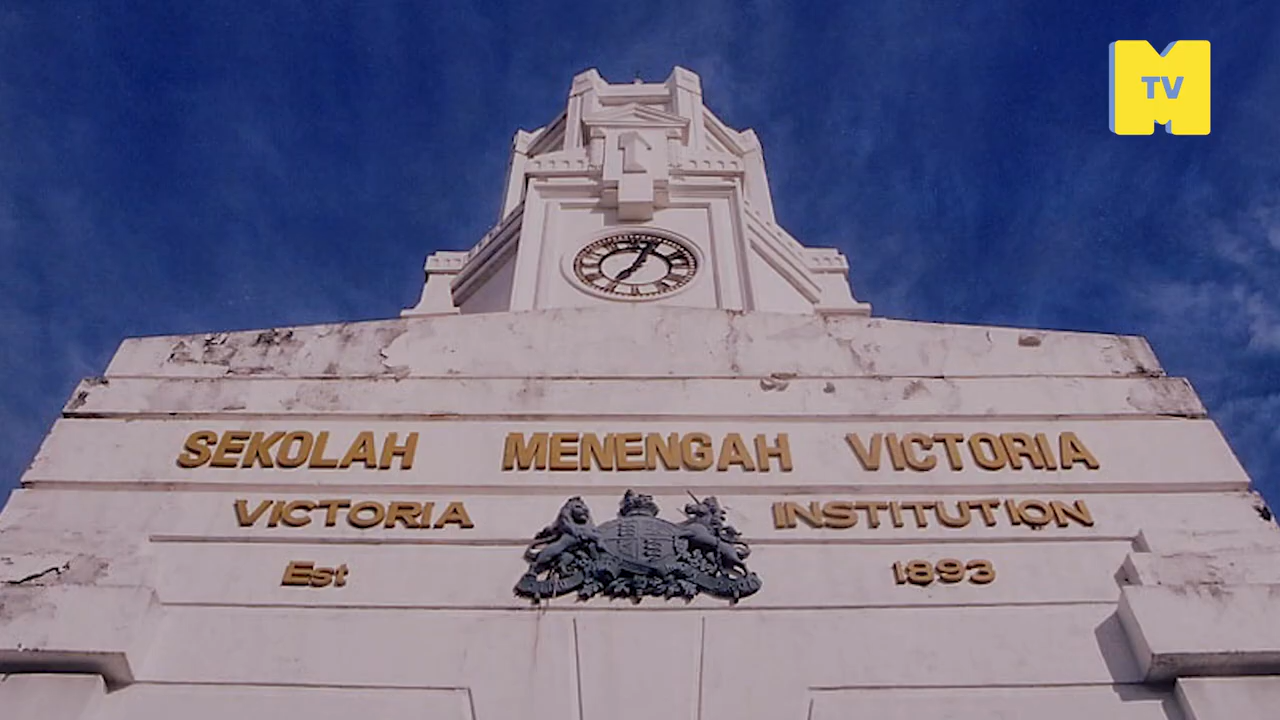 TV
SEKOLAH MENENGAH VICTORIA
VICTORIA INSTITUTION
Est 1893